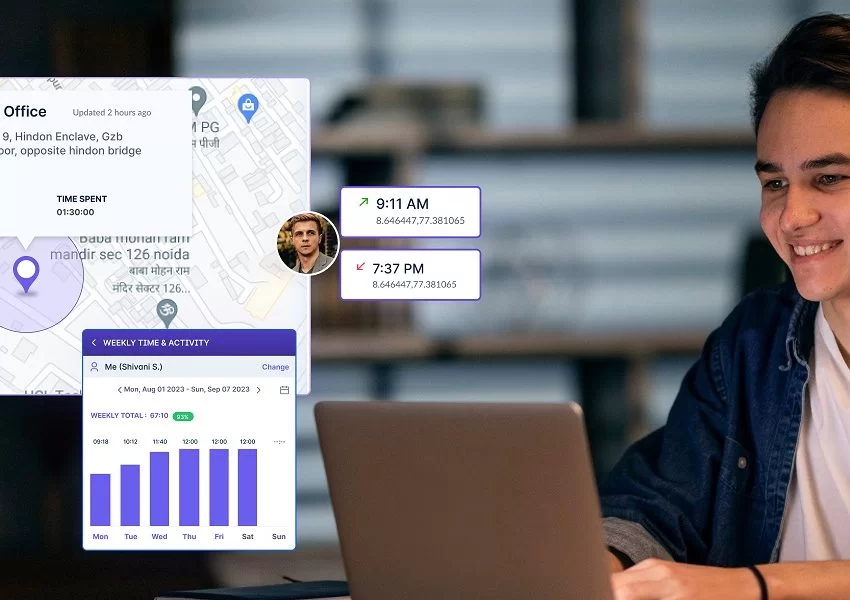 Office
Updated 2 hours ago
9, Hindon Enclave, Gzb
oor, opposite hindon bridge
TIME SPENT
01:30:00
PG
पीजी
Baba mohan ram
mandir sec 126 noida
बाबा मोहन राम
मंदिर सेक्टर 126...
9:11 AM
8.646447,77.381065
7:37 PM
8.646447,77.381065
WEEKLY TIME & ACTIVITY
Me (Shivani S.)
Change
Mon, Aug 01 2023 - Sun, Sep 07 2023
WEEKLY TOTAL : 67:10 93%
09:18 10:12 11:40 12:00 12:00 12:00 --:--
Mon Tue Wed Thu Fri Sat Sun